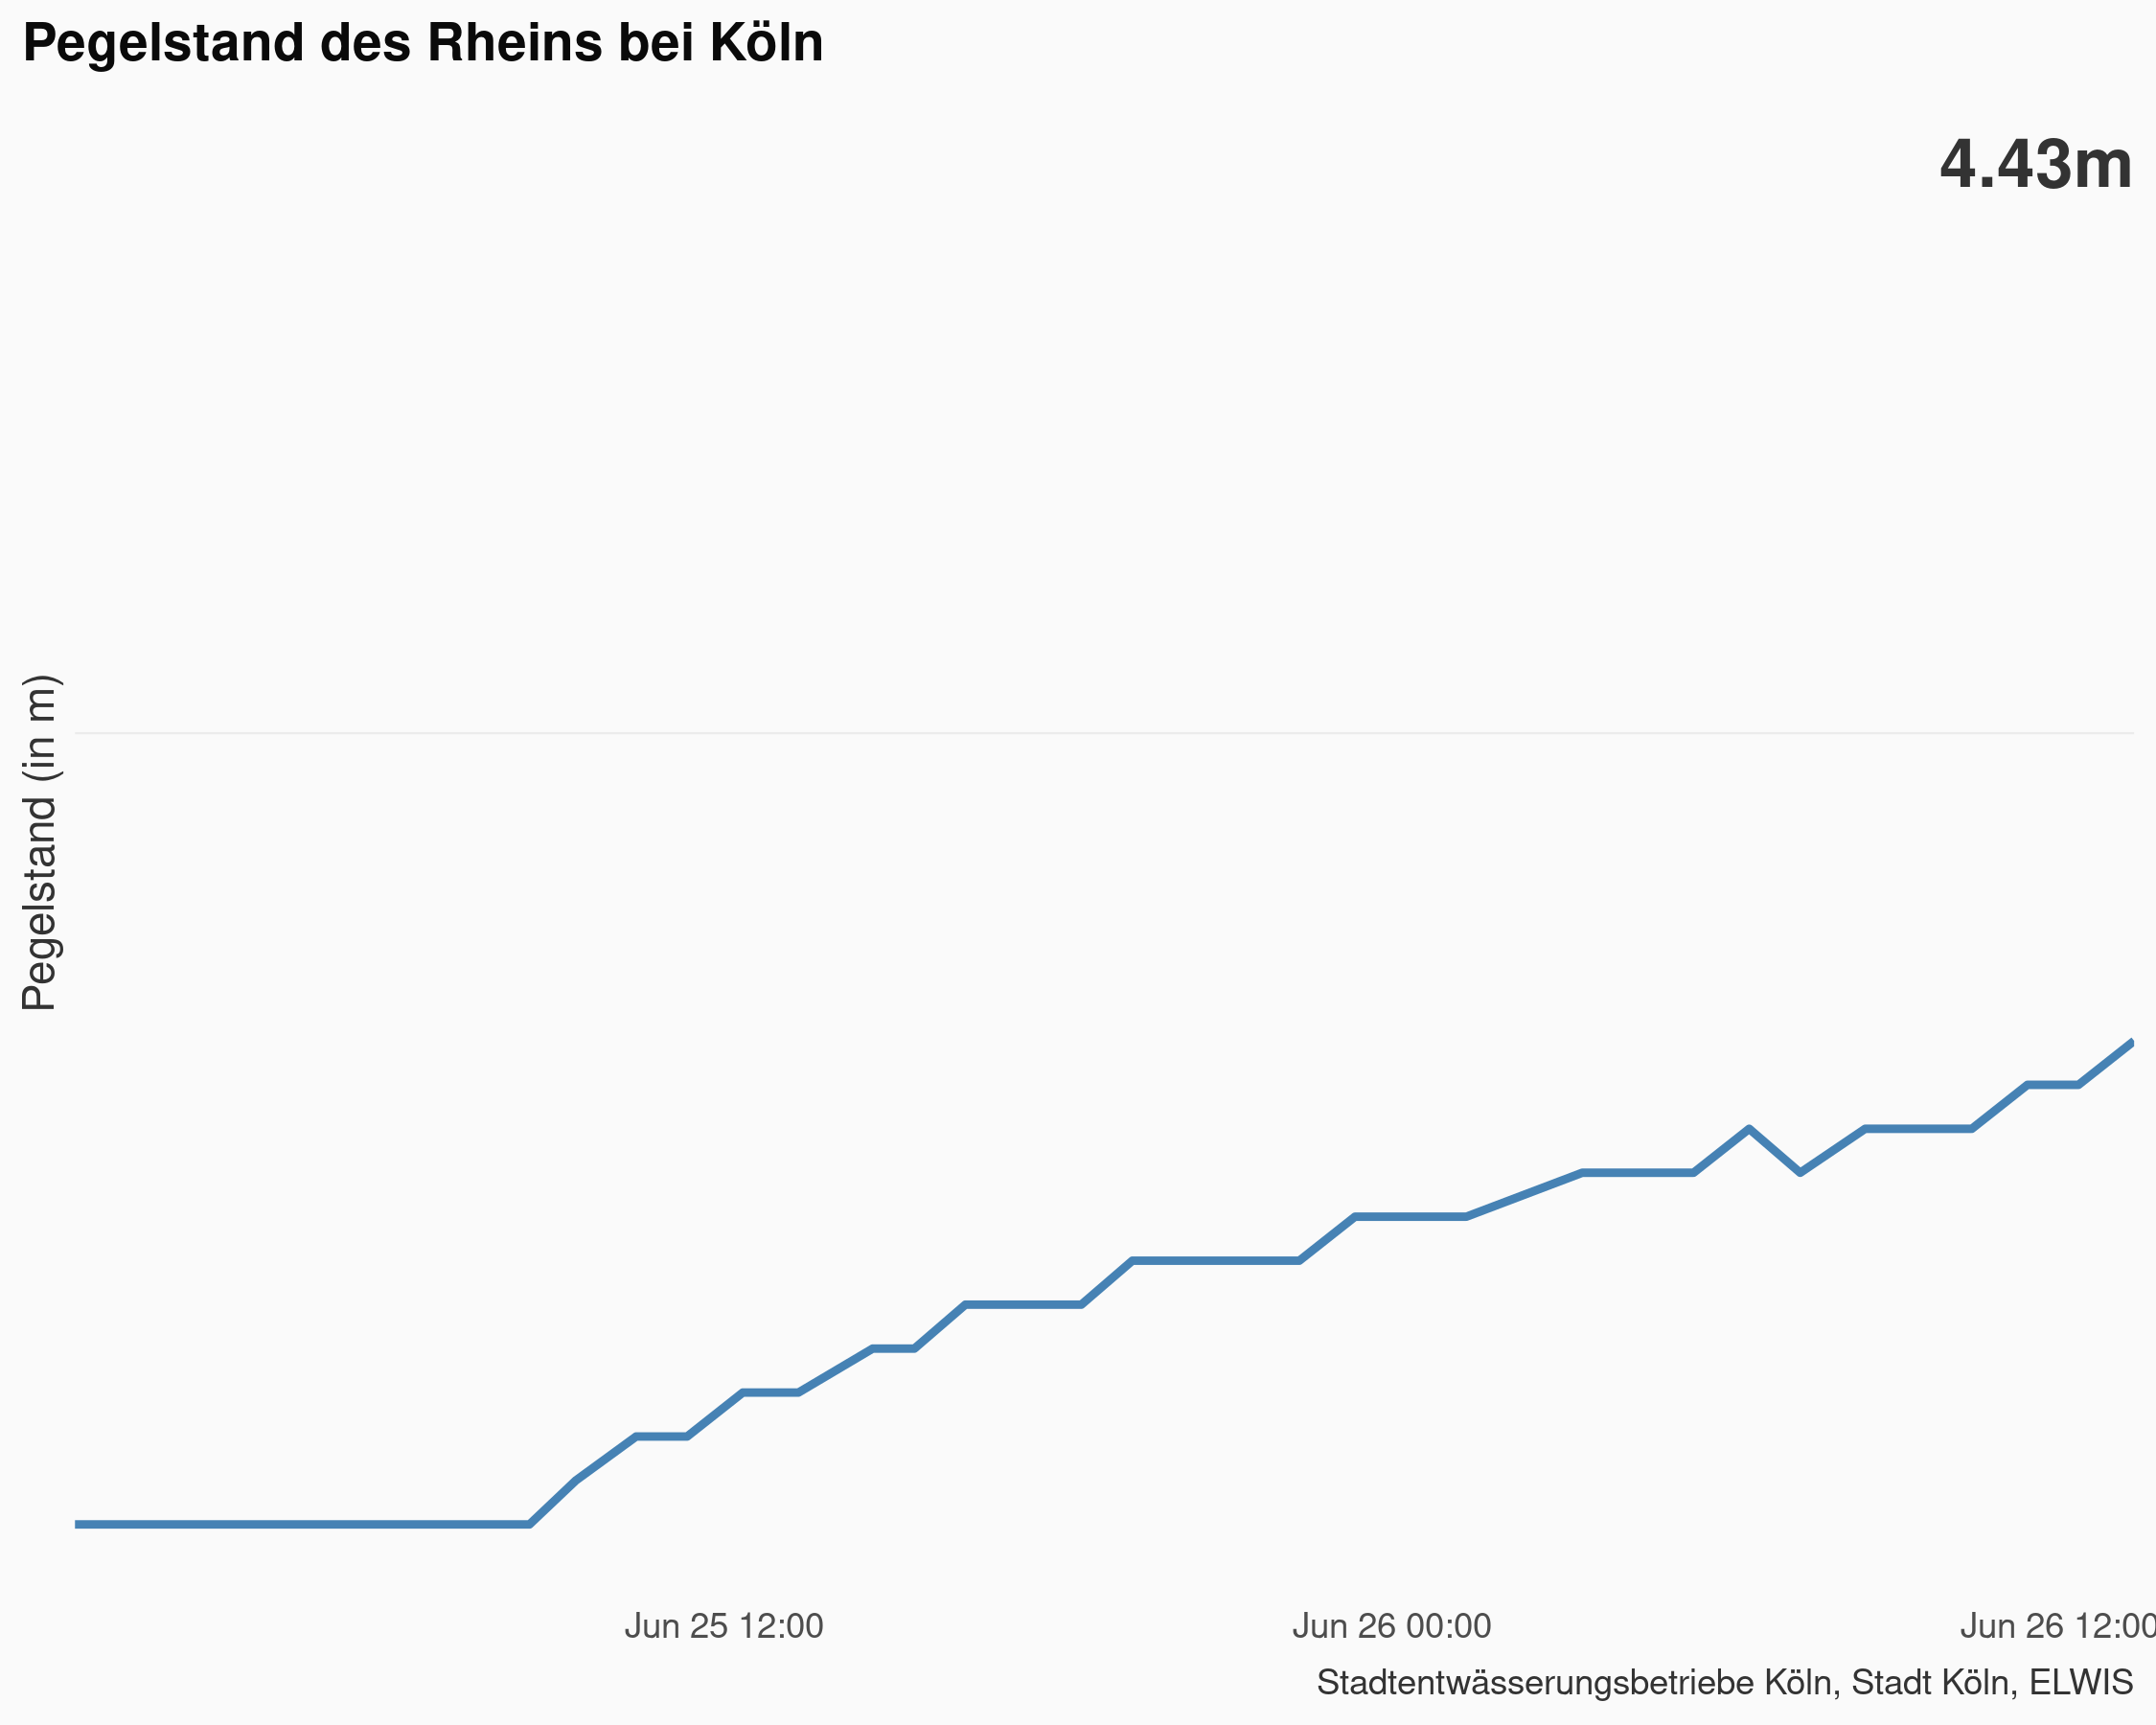 Pegelstand des Rheins bei Köln
4.43m
Pegelstand (in m)
Jun 25 12:00
Jun 26 00:00
Jun 26 12:00
Stadtentwässerungsbetriebe Köln, Stadt Köln, ELWIS